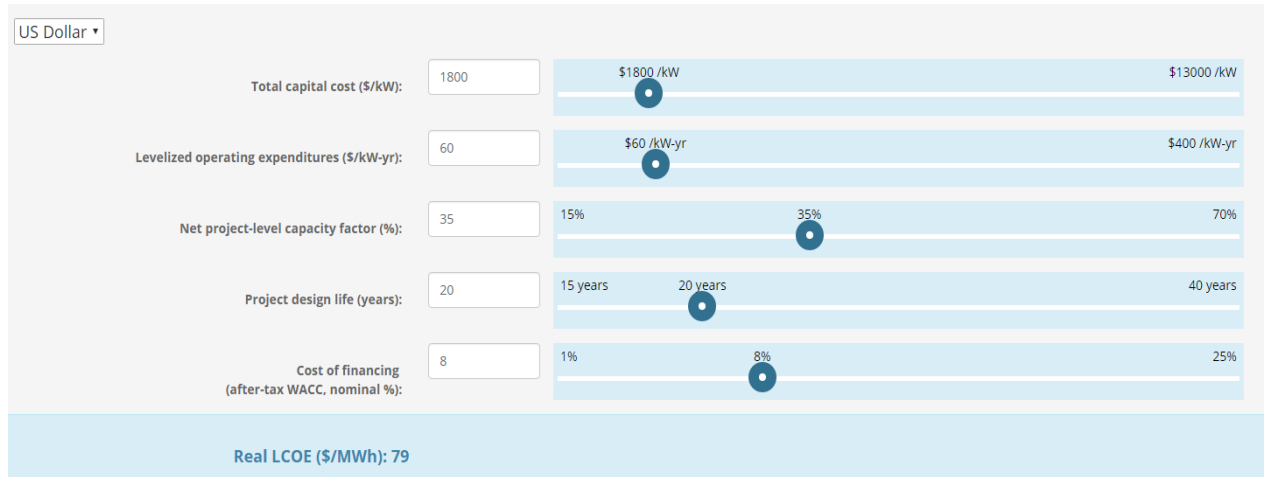 US Dollar
Total capital cost ($/kW):
1800
$1800 /kW
$13000 /kW
Levelized operating expenditures ($/kW-yr):
60
$60 /kW-yr
$400 /kW-yr
Net project-level capacity factor (%):
35
15%
35%
70%
Project design life (years):
20
15 years
20 years
40 years
Cost of financing
(after-tax WACC, nominal %):
8
1%
8%
25%
Real LCOE ($/MWh): 79